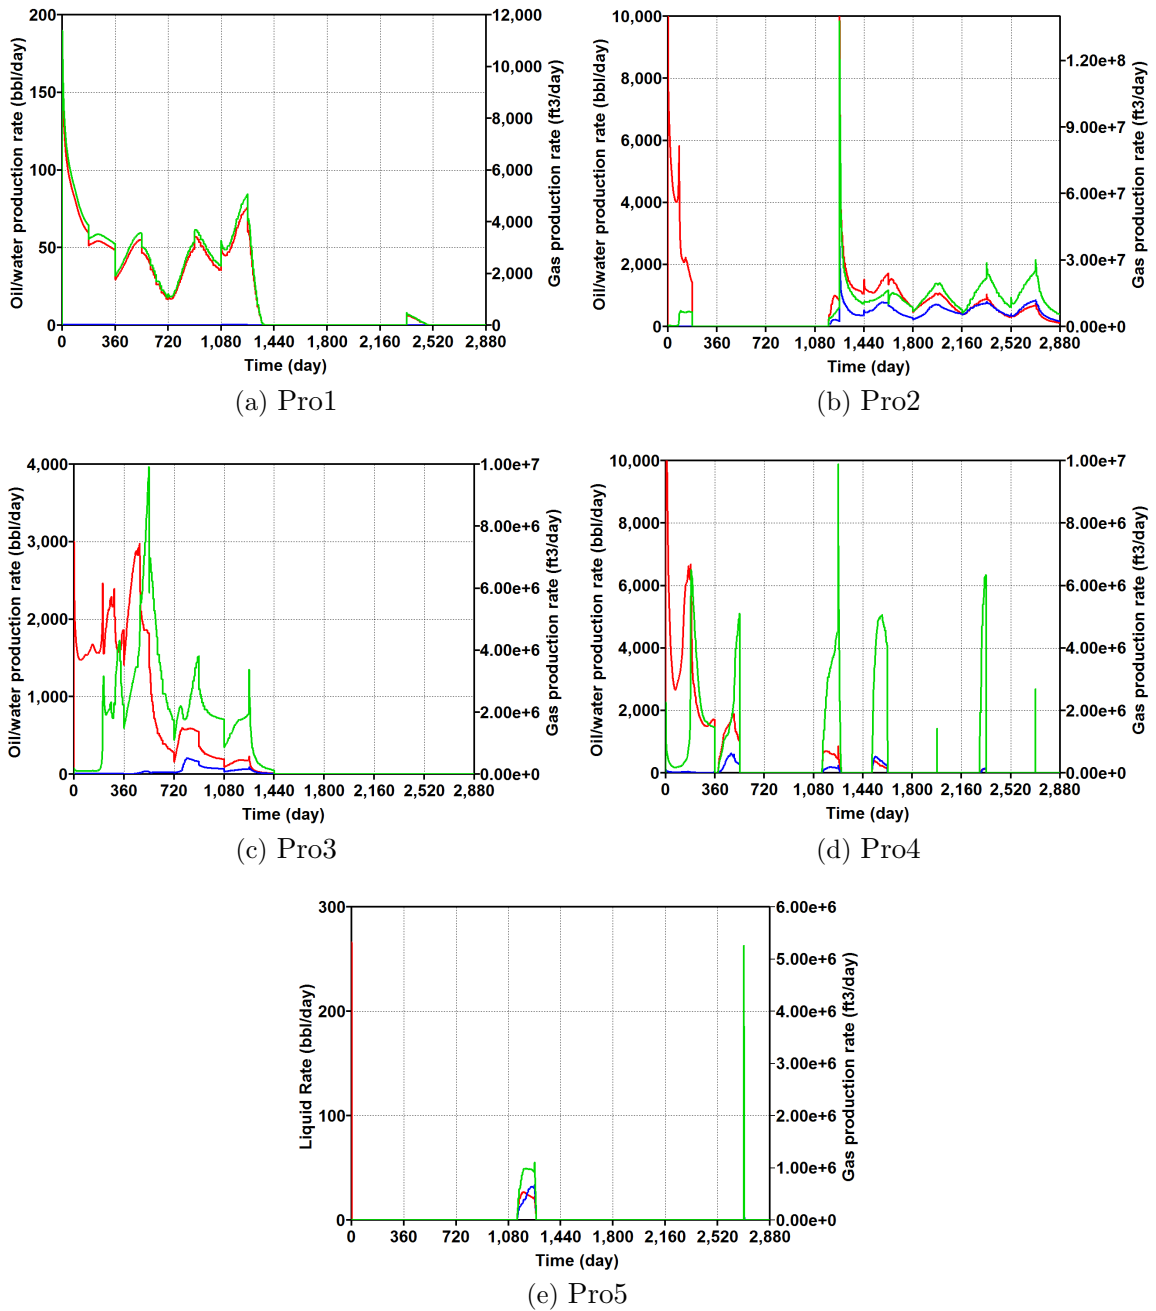 200
150
100
50
0
Oil/water production rate (bbl/day)
12,000
10,000
8,000
6,000
4,000
2,000
0
Gas production rate (ft3/day)
0 360 720 1,080 1,440 1,800 2,160 2,520 2,880
Time (day)
(a) Pro1
10,000
8,000
6,000
4,000
2,000
0
Oil/water production rate (bbl/day)
1.20e+8
9.00e+7
6.00e+7
3.00e+7
0.00e+0
Gas production rate (ft3/day)
0 360 720 1,080 1,440 1,800 2,160 2,520 2,880
Time (day)
(b) Pro2
4,000
3,000
2,000
1,000
0
Oil/water production rate (bbl/day)
1.00e+7
8.00e+6
6.00e+6
4.00e+6
2.00e+6
0.00e+0
Gas production rate (ft3/day)
0 360 720 1,080 1,440 1,800 2,160 2,520 2,880
Time (day)
(c) Pro3
10,000
8,000
6,000
4,000
2,000
0
Oil/water production rate (bbl/day)
1.00e+7
8.00e+6
6.00e+6
4.00e+6
2.00e+6
0.00e+0
Gas production rate (ft3/day)
0 360 720 1,080 1,440 1,800 2,160 2,520 2,880
Time (day)
(d) Pro4
300
200
100
0
Liquid Rate (bbl/day)
6.00e+6
5.00e+6
4.00e+6
3.00e+6
2.00e+6
1.00e+6
0.00e+0
Gas production rate (ft3/day)
0 360 720 1,080 1,440 1,800 2,160 2,520 2,880
Time (day)
(e) Pro5